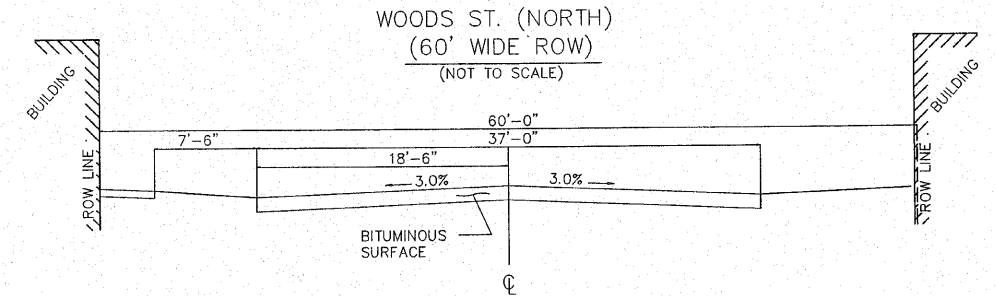 WOODS ST. (NORTH)
(60' WIDE ROW)
(NOT TO SCALE)
BUILDING
BUILDING
60'-0"
7'-6"
37'-0"
18'-6"
3.0%
3.0%
ROW LINE
ROW LINE
BITUMINOUS
SURFACE
℄